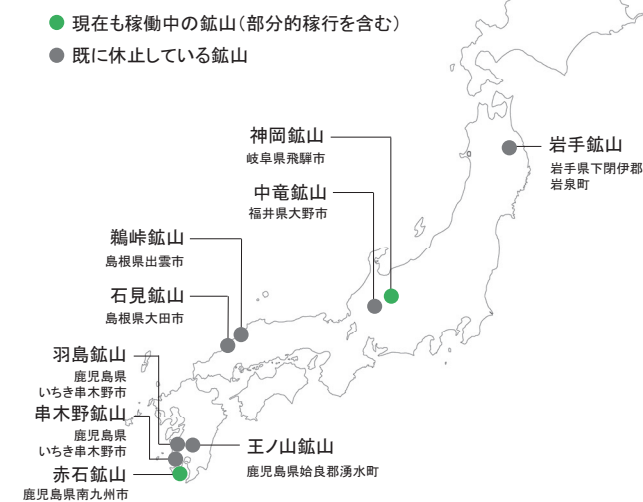 現在も稼働中の鉱山(部分的稼行を含む)
既に休止している鉱山
神岡鉱山
岐阜県飛騨市
岩手鉱山
岩手県下閉伊郡
岩泉町
中竜鉱山
福井県大野市
鵜峠鉱山
島根県出雲市
石見鉱山
島根県大田市
羽島鉱山
鹿児島県
いちき串木野市
串木野鉱山
鹿児島県
いちき串木野市
王ノ山鉱山
鹿児島県姶良郡湧水町
赤石鉱山
鹿児島県南九州市